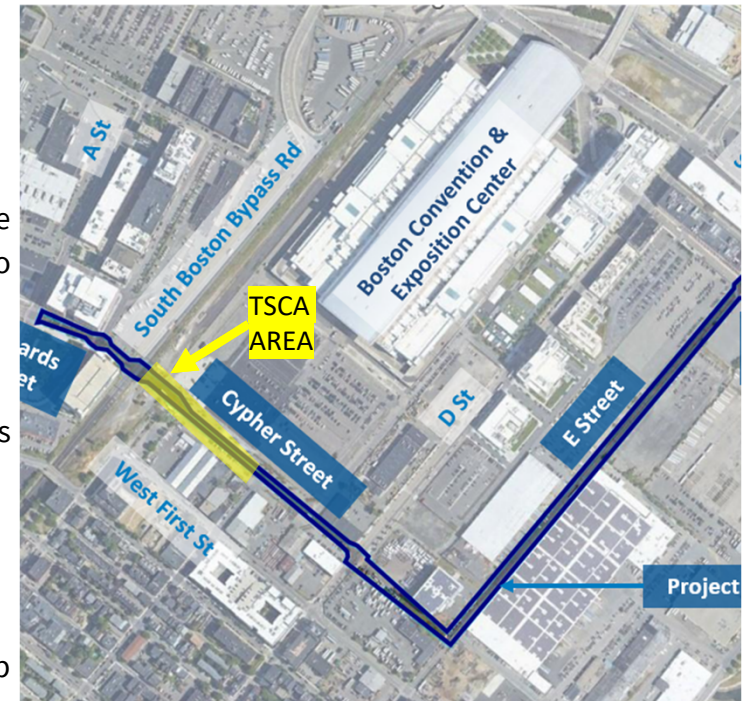 A St
South Boston Bypass Rd
Boston Convention &
Exposition Center
TSCA
AREA
Cypher Street
D St
E Street
West First St
Project